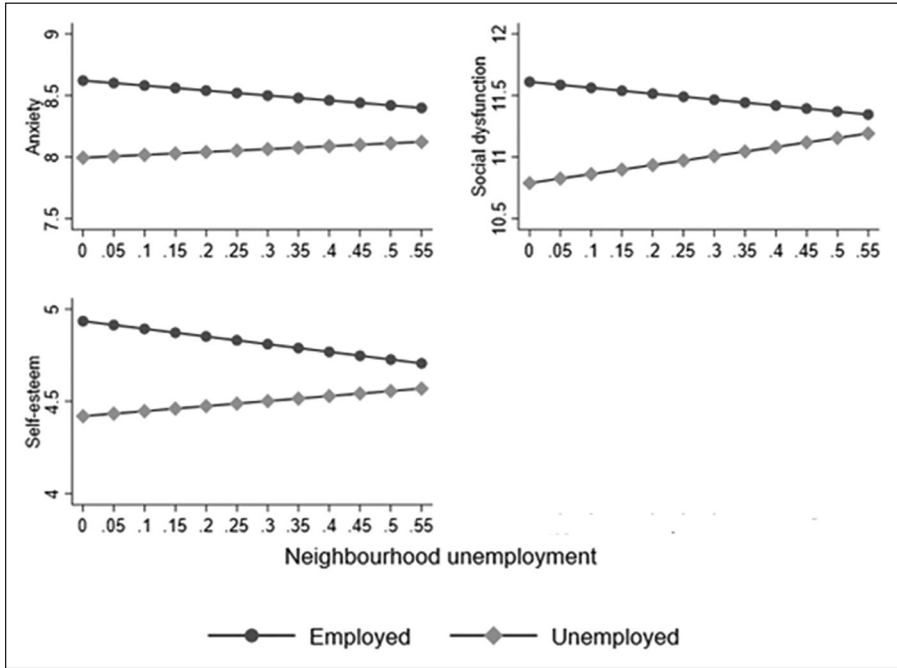 Anxiety
9
8.5
8
7.5
0 .05 .1 .15 .2 .25 .3 .35 .4 .45 .5 .55
Social dysfunction
12
11.5
11
10.5
0 .05 .1 .15 .2 .25 .3 .35 .4 .45 .5 .55
Self-esteem
5
4.5
4
0 .05 .1 .15 .2 .25 .3 .35 .4 .45 .5 .55
Neighbourhood unemployment
Employed Unemployed